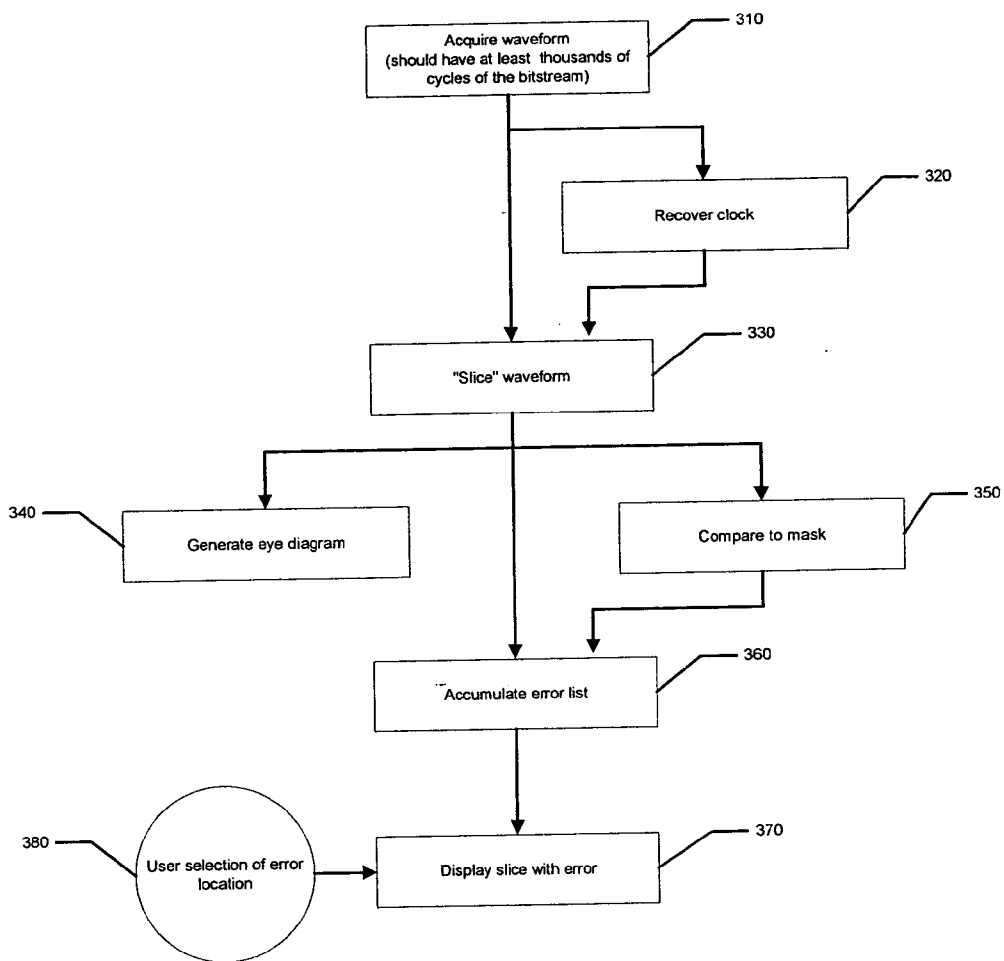 310
Acquire waveform
(should have at least thousands of
cycles of the bitstream)
320
Recover clock
330
"Slice" waveform
340
Generate eye diagram
350
Compare to mask
360
Accumulate error list
380
User selection of error
location
370
Display slice with error